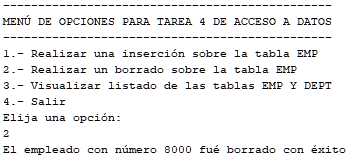 -----------------------------------------------
MENÚ DE OPCIONES PARA TAREA 4 DE ACCESO A DATOS
-----------------------------------------------
1.- Realizar una inserción sobre la tabla EMP
2.- Realizar un borrado sobre la tabla EMP
3.- Visualizar listado de las tablas EMP Y DEPT
4.- Salir
Elija una opción:
2
El empleado con número 8000 fué borrado con éxito